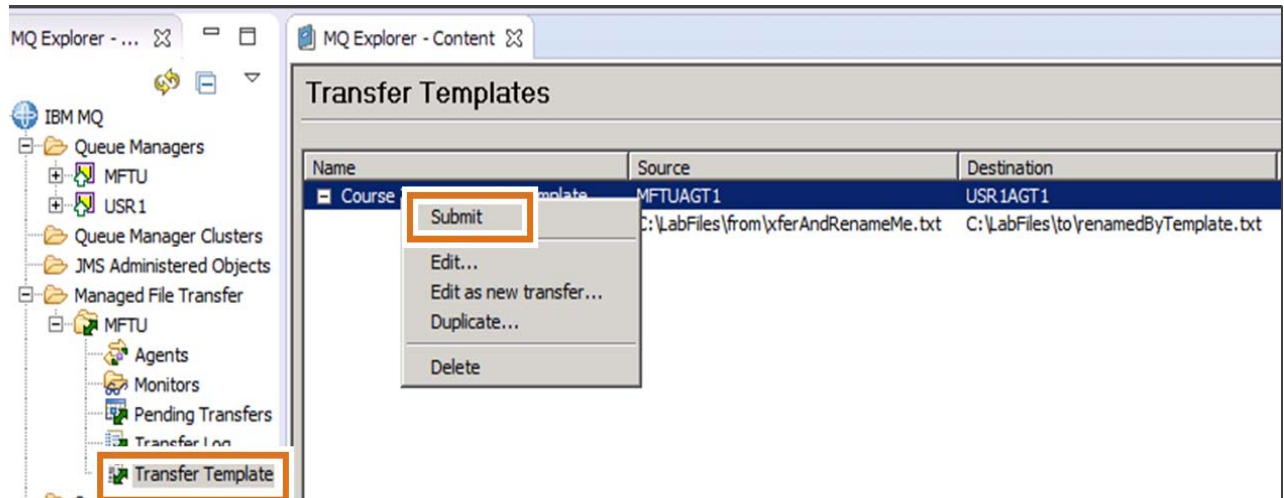 MQ Explorer - ...
IBM MQ
Queue Managers
MFTU
USR1
Queue Manager Clusters
JMS Administered Objects
Managed File Transfer
MFTU
Agents
Monitors
Pending Transfers
Transfer Log
Transfer Template
MQ Explorer - Content
Transfer Templates
Name Source Destination
Course MFTUAGT1 USR1AGT1
C:\LabFiles\from\xferAndRenameMe.txt C:\LabFiles\to\renamedByTemplate.txt
Submit
Edit...
Edit as new transfer...
Duplicate...
Delete